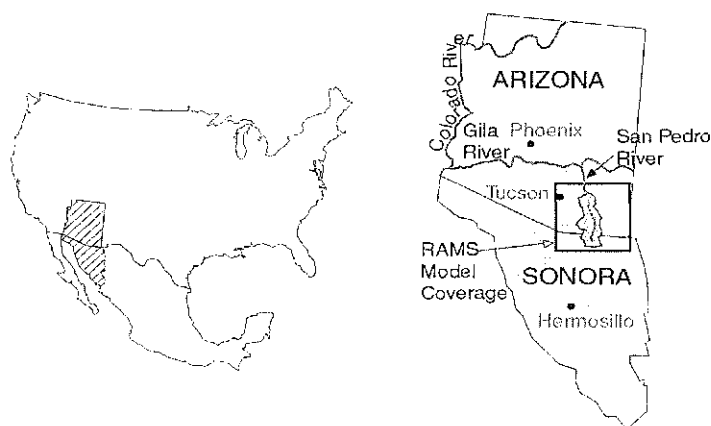 Colorado River
ARIZONA
Gila Phoenix
River
San Pedro
River
Tucson
RAMS
Model
Coverage
SONORA
Hermosillo